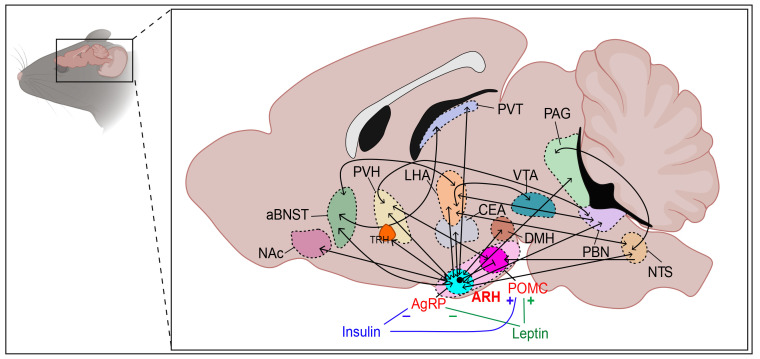 PVT
PAG
PVH
LHA
VTA
aBNST
CEA
TRH
DMH
NAc
PBN
NTS
ARH
POMC
AgRP
+ +
− −
Insulin
Leptin